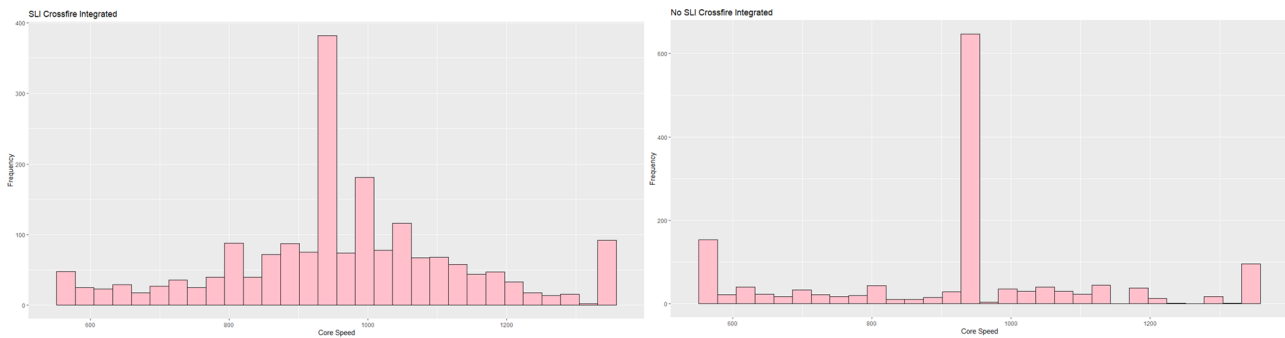 SLI Crossfire Integrated
400
300
200
100
0
Frequency
600 800 1000 1200
Core Speed
No SLI Crossfire Integrated
600
400
200
0
Frequency
600 800 1000 1200
Core Speed